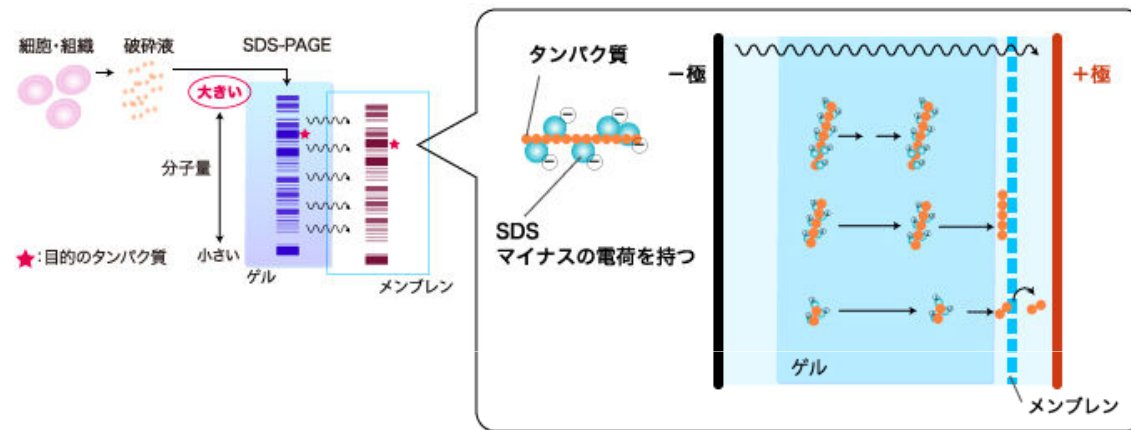 細胞・組織
破砕液
SDS-PAGE
大きい
分子量
小さい
★:目的のタンパク質
ゲル
メンブレン
タンパク質
SDS
マイナスの電荷を持つ
−極
+極
ゲル
メンブレン